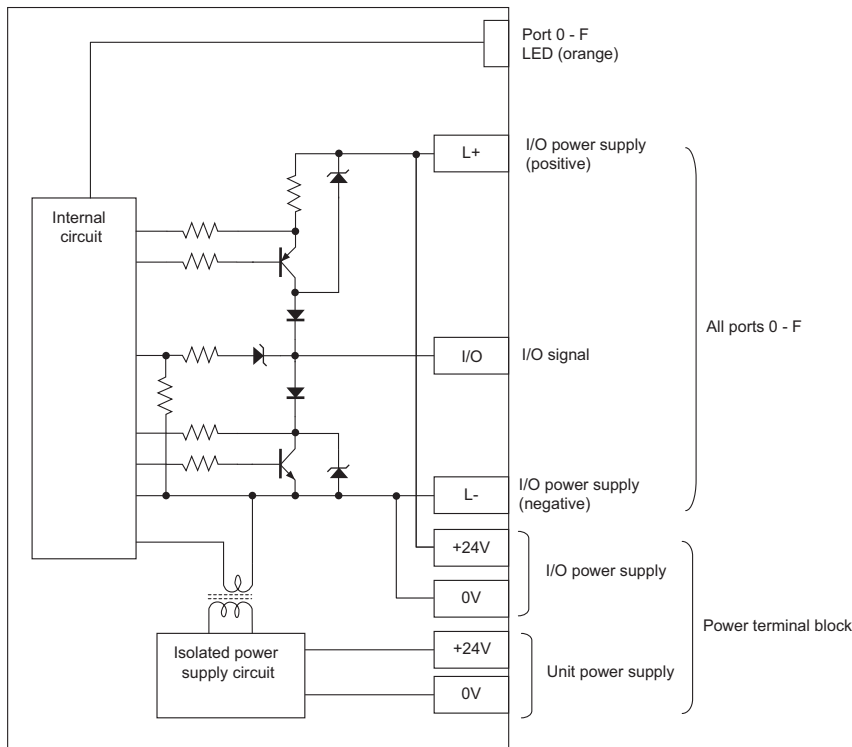 Port 0 - F
LED (orange)
L+
I/O power supply
(positive)
Internal
circuit
All ports 0 - F
I/O
I/O signal
L-
I/O power supply
(negative)
+24V
I/O power supply
0V
Power terminal block
Isolated power
supply circuit
+24V
Unit power supply
0V